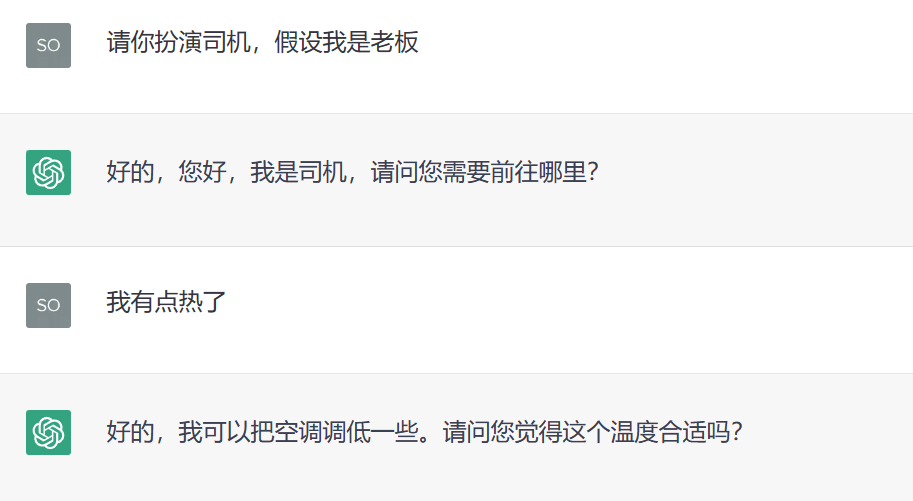 SO
请你扮演司机，假设我是老板
好的，您好，我是司机，请问您需要前往哪里？
SO
我有点热了
好的，我可以把空调调低一些。请问您觉得这个温度合适吗？